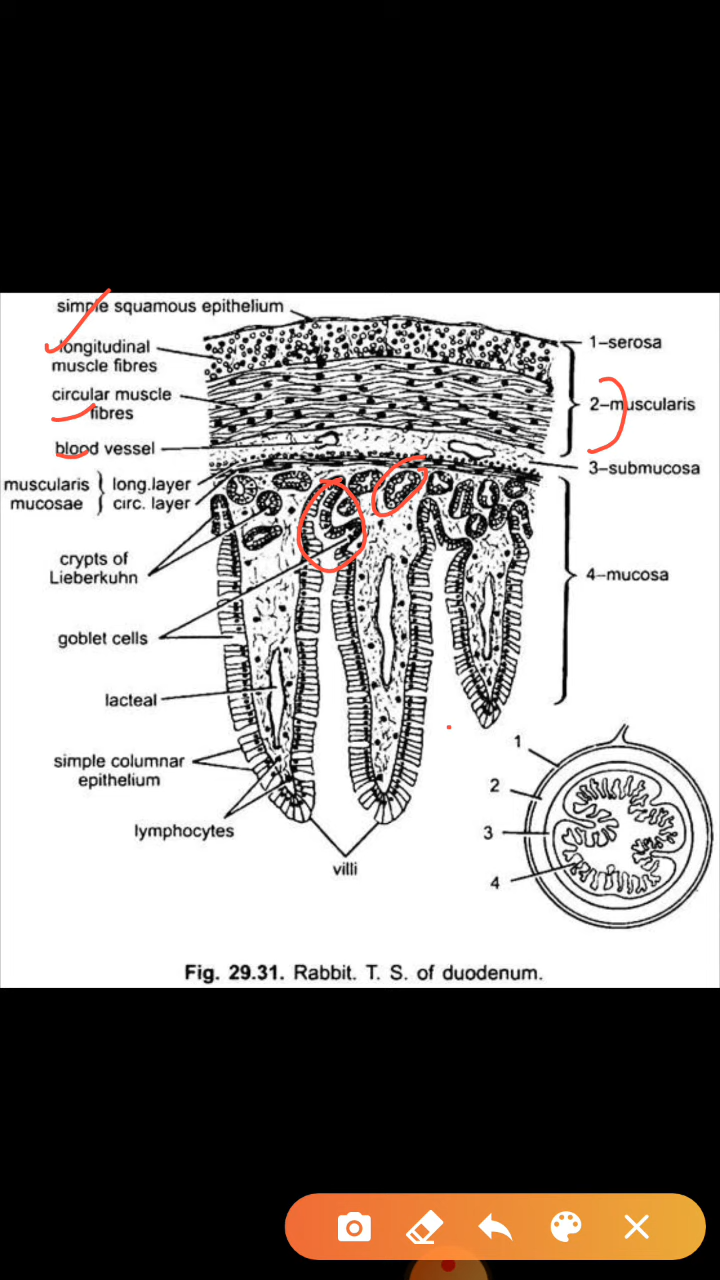 simple squamous epithelium
longitudinal
muscle fibres
circular muscle
fibres
blood vessel
muscularis
mucosae
long.layer
circ. layer
crypts of
Lieberkuhn
goblet cells
lacteal
simple columnar
epithelium
lymphocytes
villi
1–serosa
2–muscularis
3–submucosa
4–mucosa
1
2
3
4
Fig. 29.31. Rabbit. T. S. of duodenum.